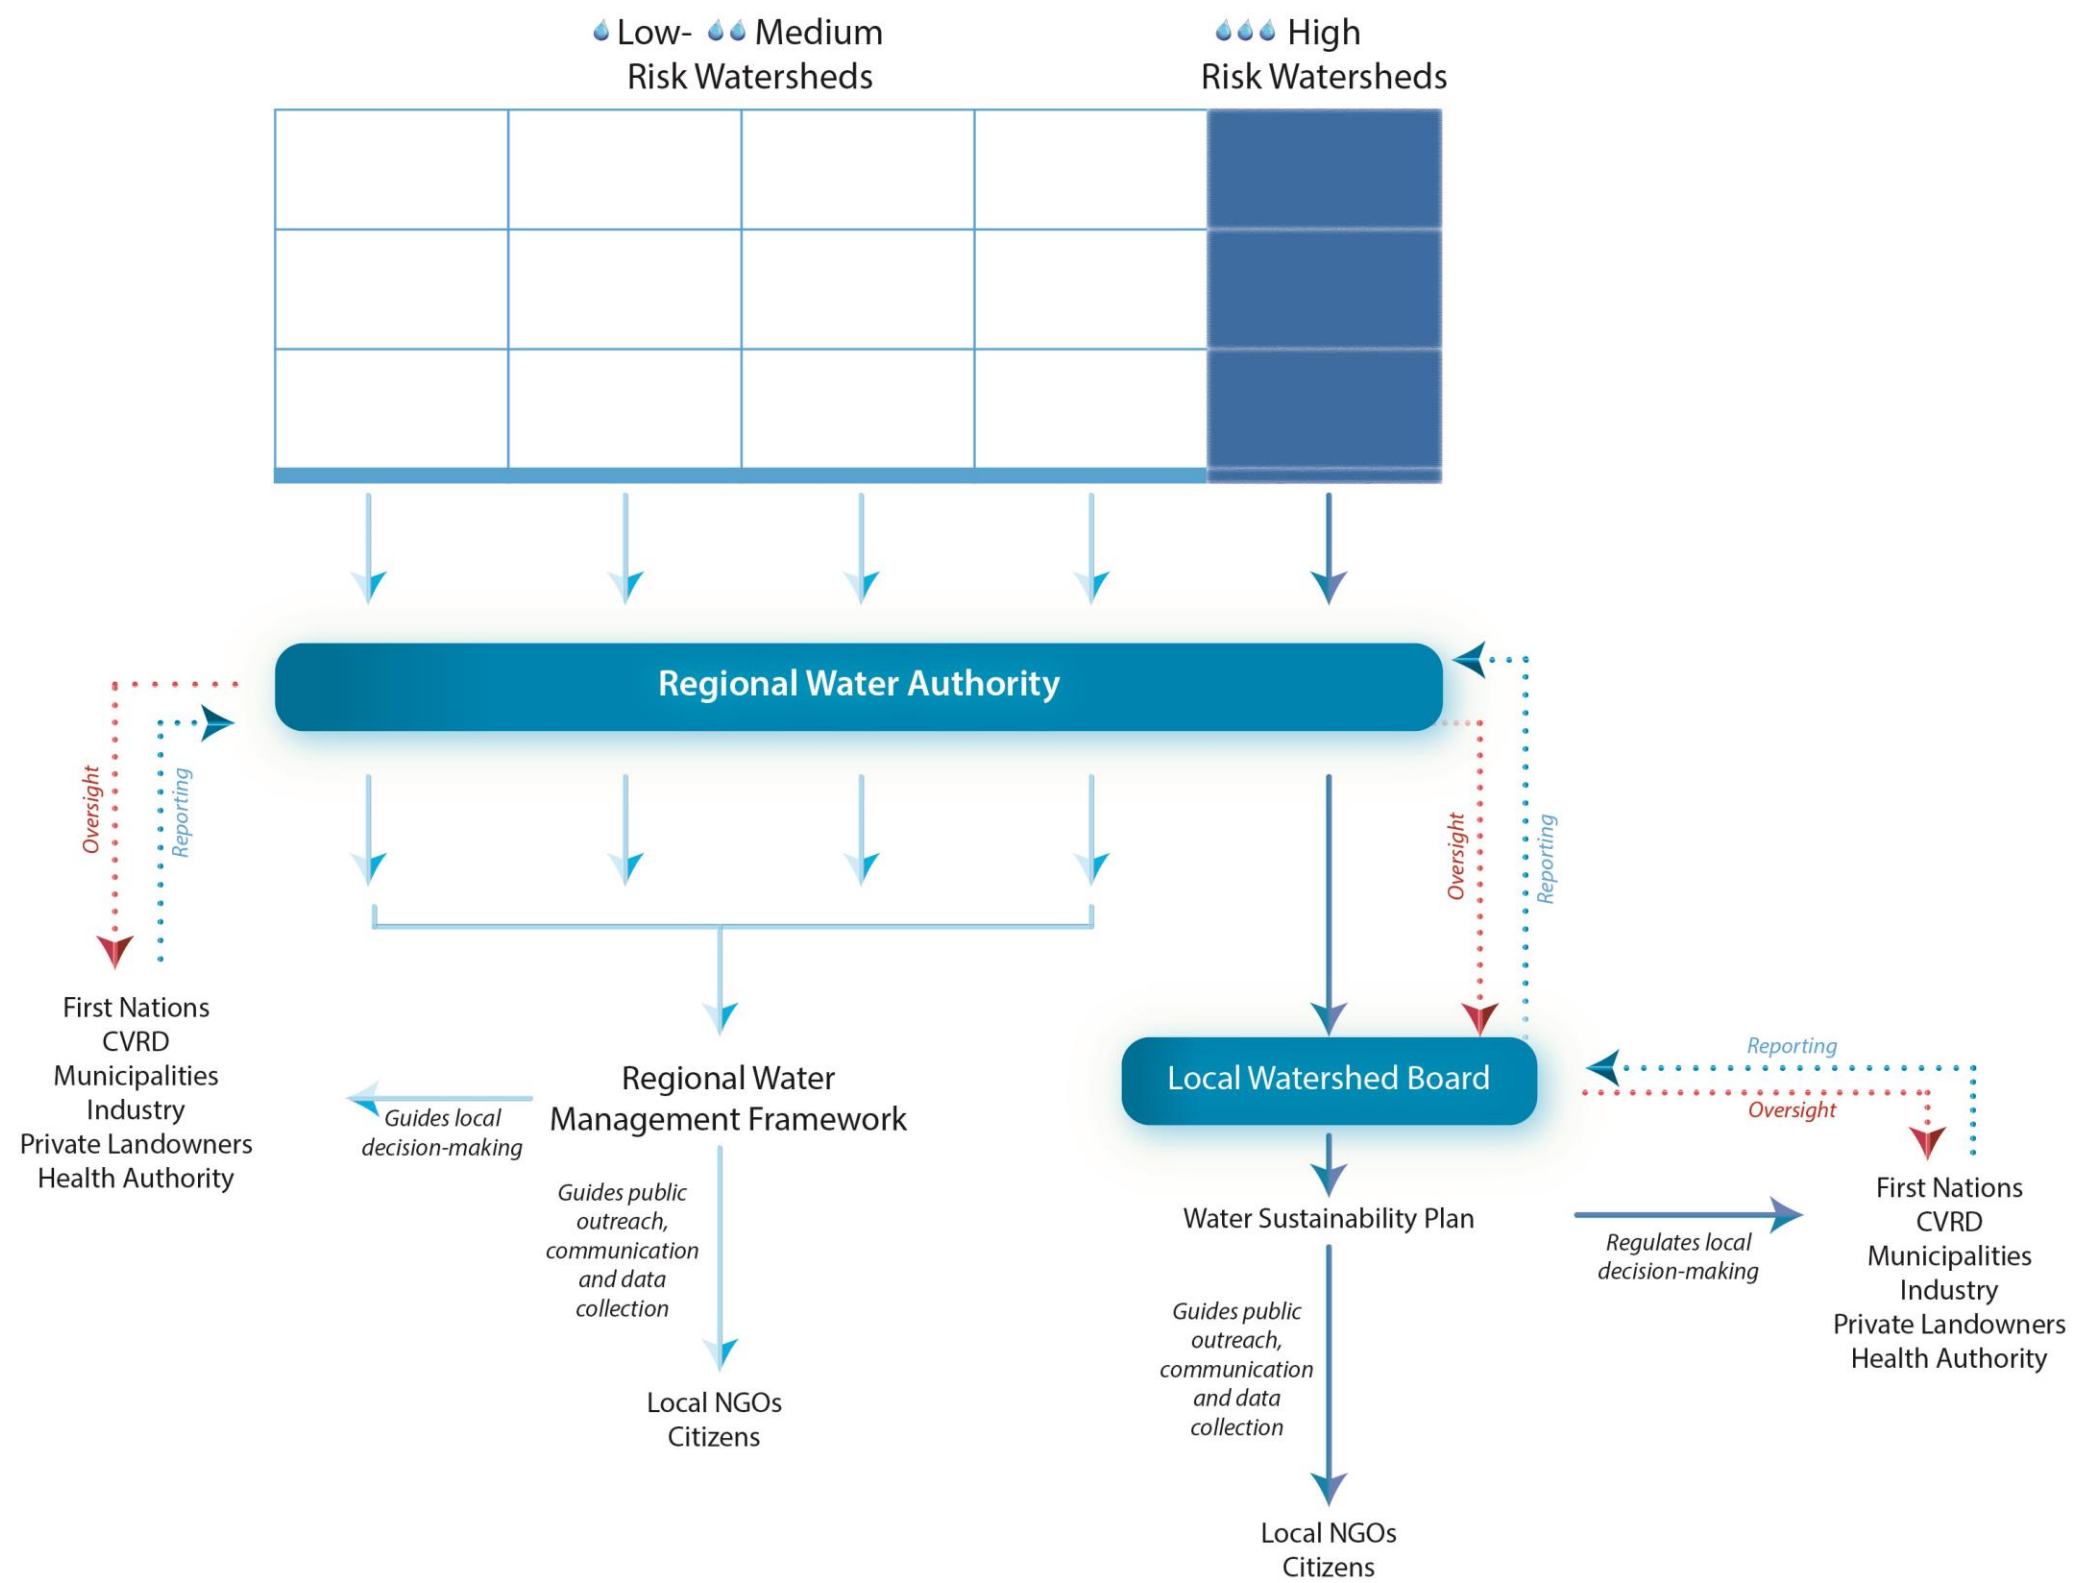 Low- Medium
Risk Watersheds
High
Risk Watersheds
Regional Water Authority
Oversight
Reporting
Oversight
Reporting
First Nations
CVRD
Municipalities
Industry
Private Landowners
Health Authority
Guides local
decision-making
Regional Water
Management Framework
Guides public
outreach,
communication
and data
collection
Local NGOs
Citizens
Local Watershed Board
Reporting
Oversight
Water Sustainability Plan
Regulates local
decision-making
First Nations
CVRD
Municipalities
Industry
Private Landowners
Health Authority
Guides public
outreach,
communication
and data
collection
Local NGOs
Citizens